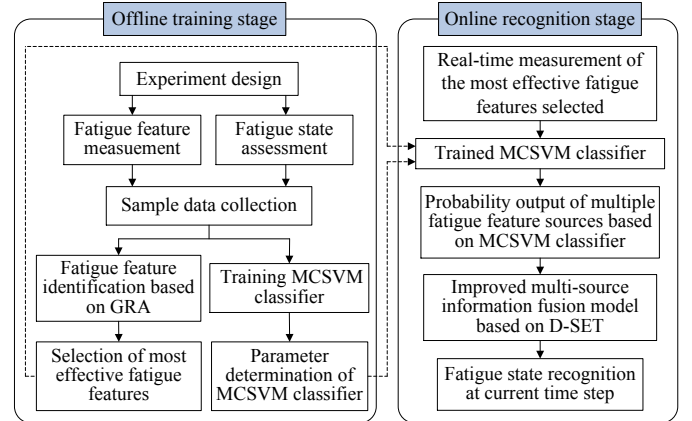 Offline training stage
Experiment design
Fatigue feature
measuement
Fatigue state
assessment
Sample data collection
Fatigue feature
identification based
on GRA
Training MCSVM
classifier
Selection of most
effective fatigue
features
Parameter
determination of
MCSVM classifier
Online recognition stage
Real-time measurement of
the most effective fatigue
features selected
Trained MCSVM classifier
Probability output of multiple
fatigue feature sources based
on MCSVM classifier
Improved multi-source
information fusion model
based on D-SET
Fatigue state recognition
at current time step